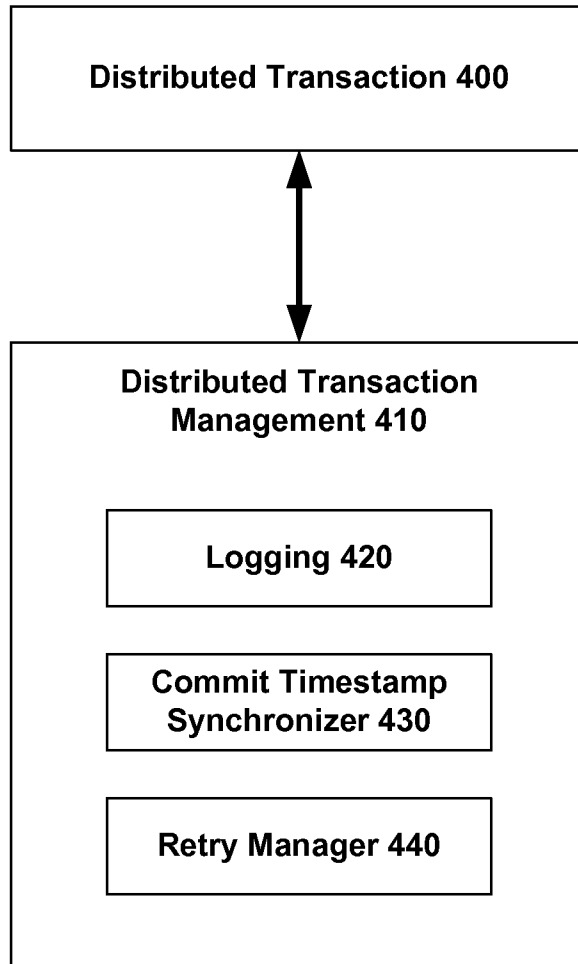 Distributed Transaction 400
Distributed Transaction
Management 410
Logging 420
Commit Timestamp
Synchronizer 430
Retry Manager 440